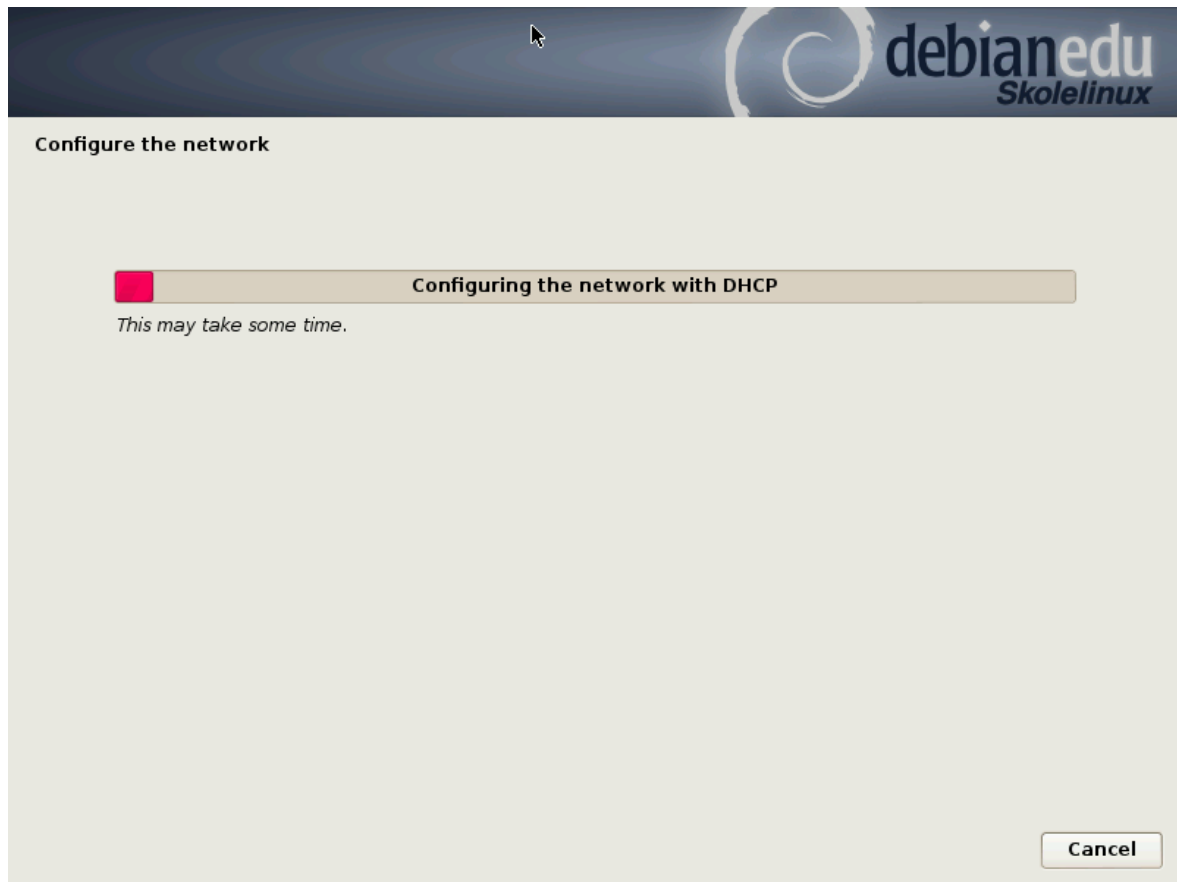 debianedu
Skolelinux
Configure the network
Configuring the network with DHCP
This may take some time.
Cancel